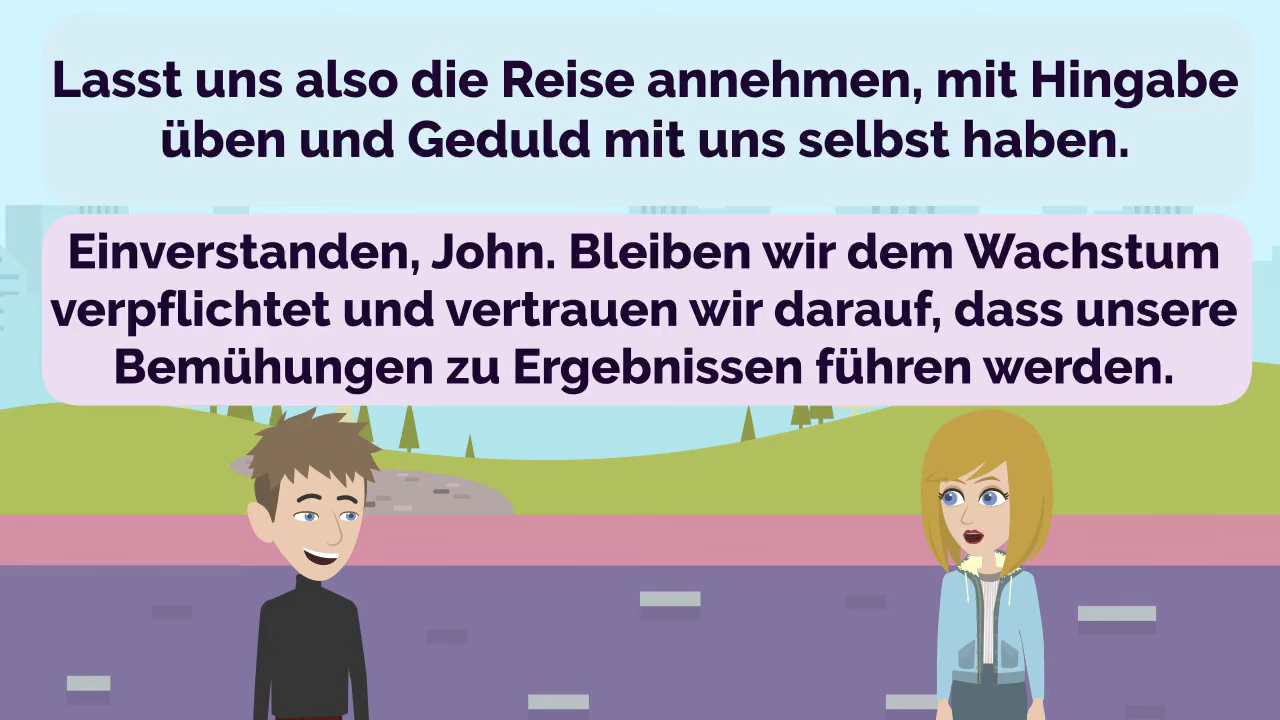 Lasst uns also die Reise annehmen, mit Hingabe
üben und Geduld mit uns selbst haben.
Einverstanden, John. Bleiben wir dem Wachstum
verpflichtet und vertrauen wir darauf, dass unsere
Bemühungen zu Ergebnissen führen werden.